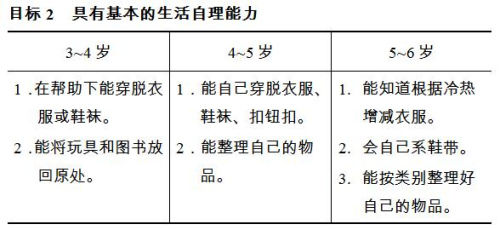 目标 2　具有基本的生活自理能力
3~4 岁
4~5 岁
5~6 岁
1.在帮助下能穿脱衣
服或鞋袜。
2.能将玩具和图书放
回原处。
1.能自己穿脱衣服、
鞋袜、扣钮扣。
2.能整理自己的物
品。
1. 能知道根据冷热
增减衣服。
2. 会自己系鞋带。
3. 能按类别整理好
自己的物品。